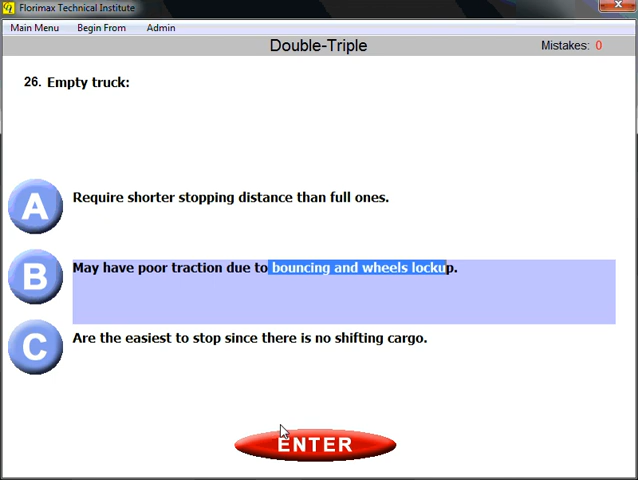 Florimax Technical Institute
Main Menu Begin From Admin
Double-Triple Mistakes: 0
26. Empty truck:
A Require shorter stopping distance than full ones.
B May have poor traction due to bouncing and wheels lockup.
C Are the easiest to stop since there is no shifting cargo.
ENTER